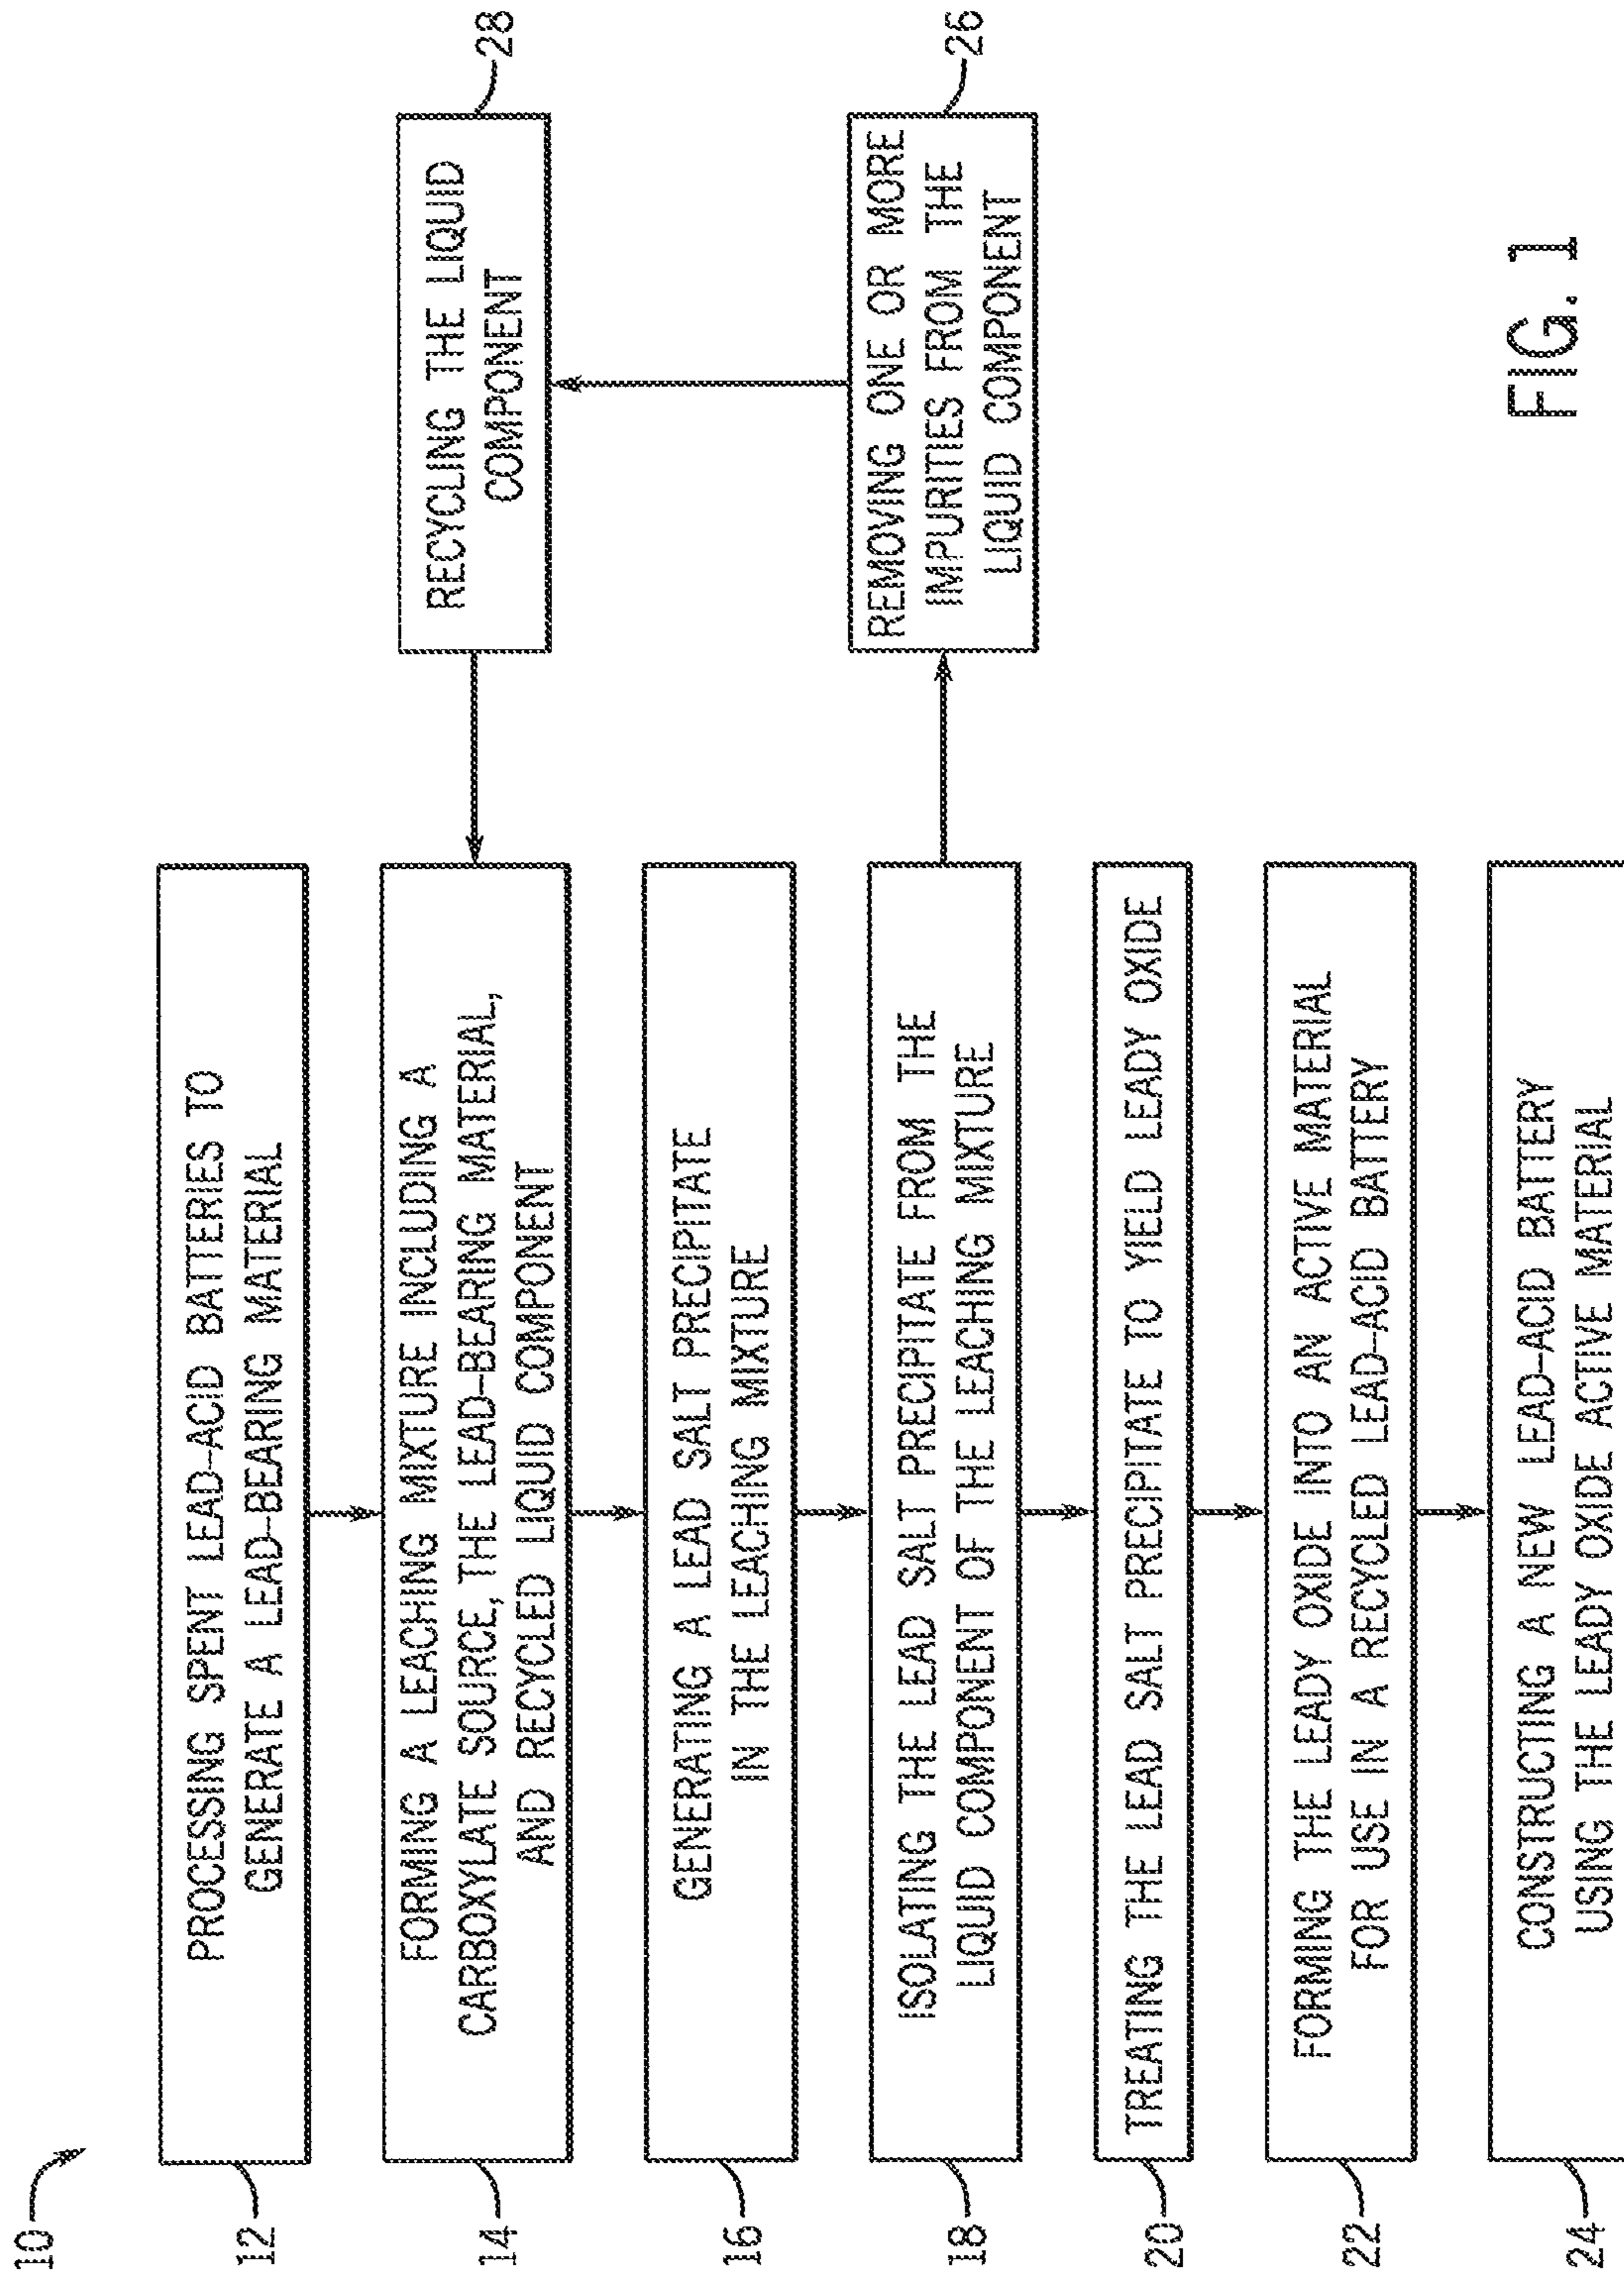 10
12
PROCESSING SPENT LEAD-ACID BATTERIES TO
GENERATE A LEAD-BEARING MATERIAL
14
FORMING A LEACHING MIXTURE INCLUDING A
CARBOXYLATE SOURCE, THE LEAD-BEARING MATERIAL,
AND RECYCLED LIQUID COMPONENT
RECYCLING THE LIQUID
COMPONENT
28
16
GENERATING A LEAD SALT PRECIPITATE
IN THE LEACHING MIXTURE
18
ISOLATING THE LEAD SALT PRECIPITATE FROM THE
LIQUID COMPONENT OF THE LEACHING MIXTURE
REMOVING ONE OR MORE
IMPURITIES FROM THE
LIQUID COMPONENT
26
20
TREATING THE LEAD SALT PRECIPITATE TO YIELD LEADY OXIDE
22
FORMING THE LEADY OXIDE INTO AN ACTIVE MATERIAL
FOR USE IN A RECYCLED LEAD-ACID BATTERY
24
CONSTRUCTING A NEW LEAD-ACID BATTERY
USING THE LEADY OXIDE ACTIVE MATERIAL
FIG. 1